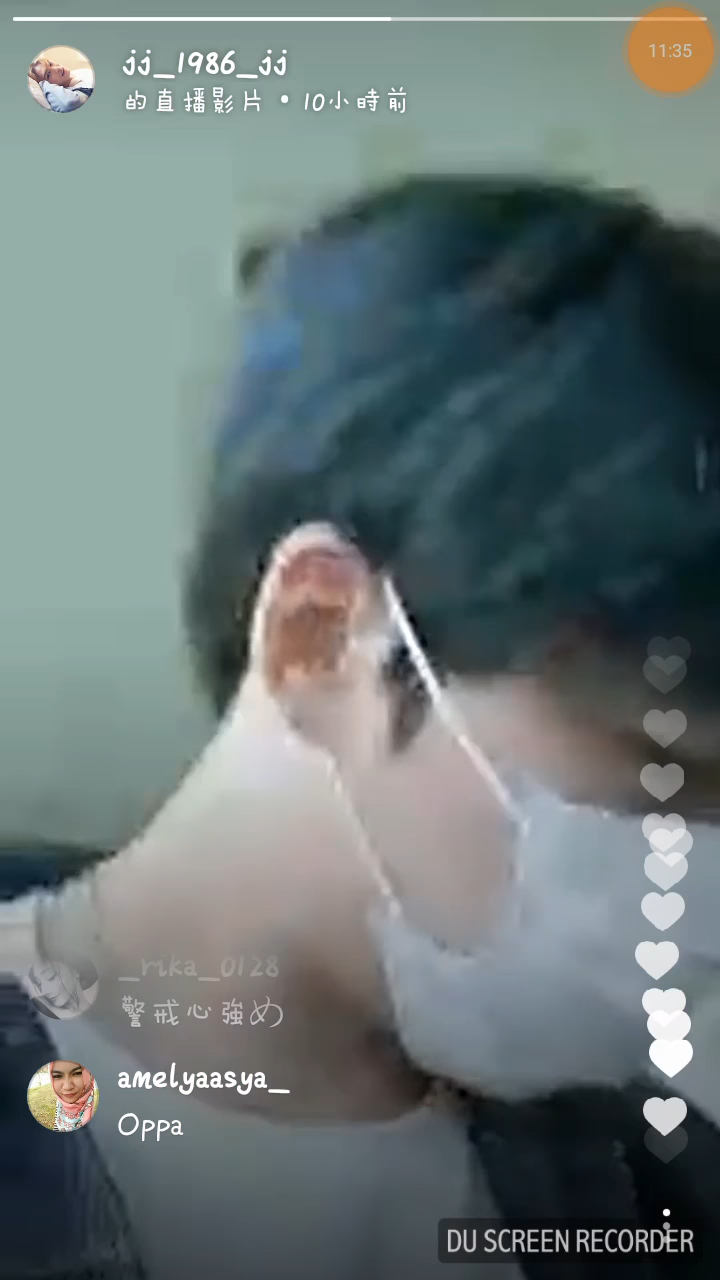 11:35
jj_1986_jj
的直播影片 • 10小時前
_rika_0128
警戒心強め
amelyaasya_
Oppa
DU SCREEN RECORDER